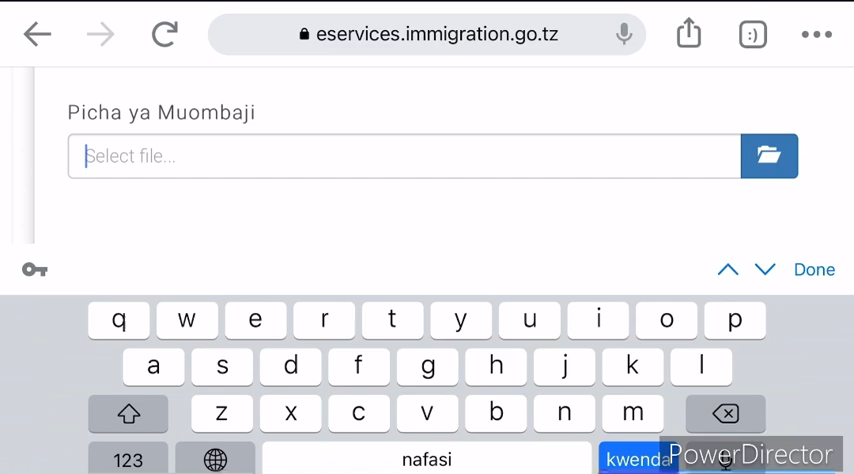 eservices.immigration.go.tz
Picha ya Muombaji
Select file...
Done
q w e r t y u i o p
a s d f g h j k l
z x c v b n m
123 nafasi kwenda
PowerDirector